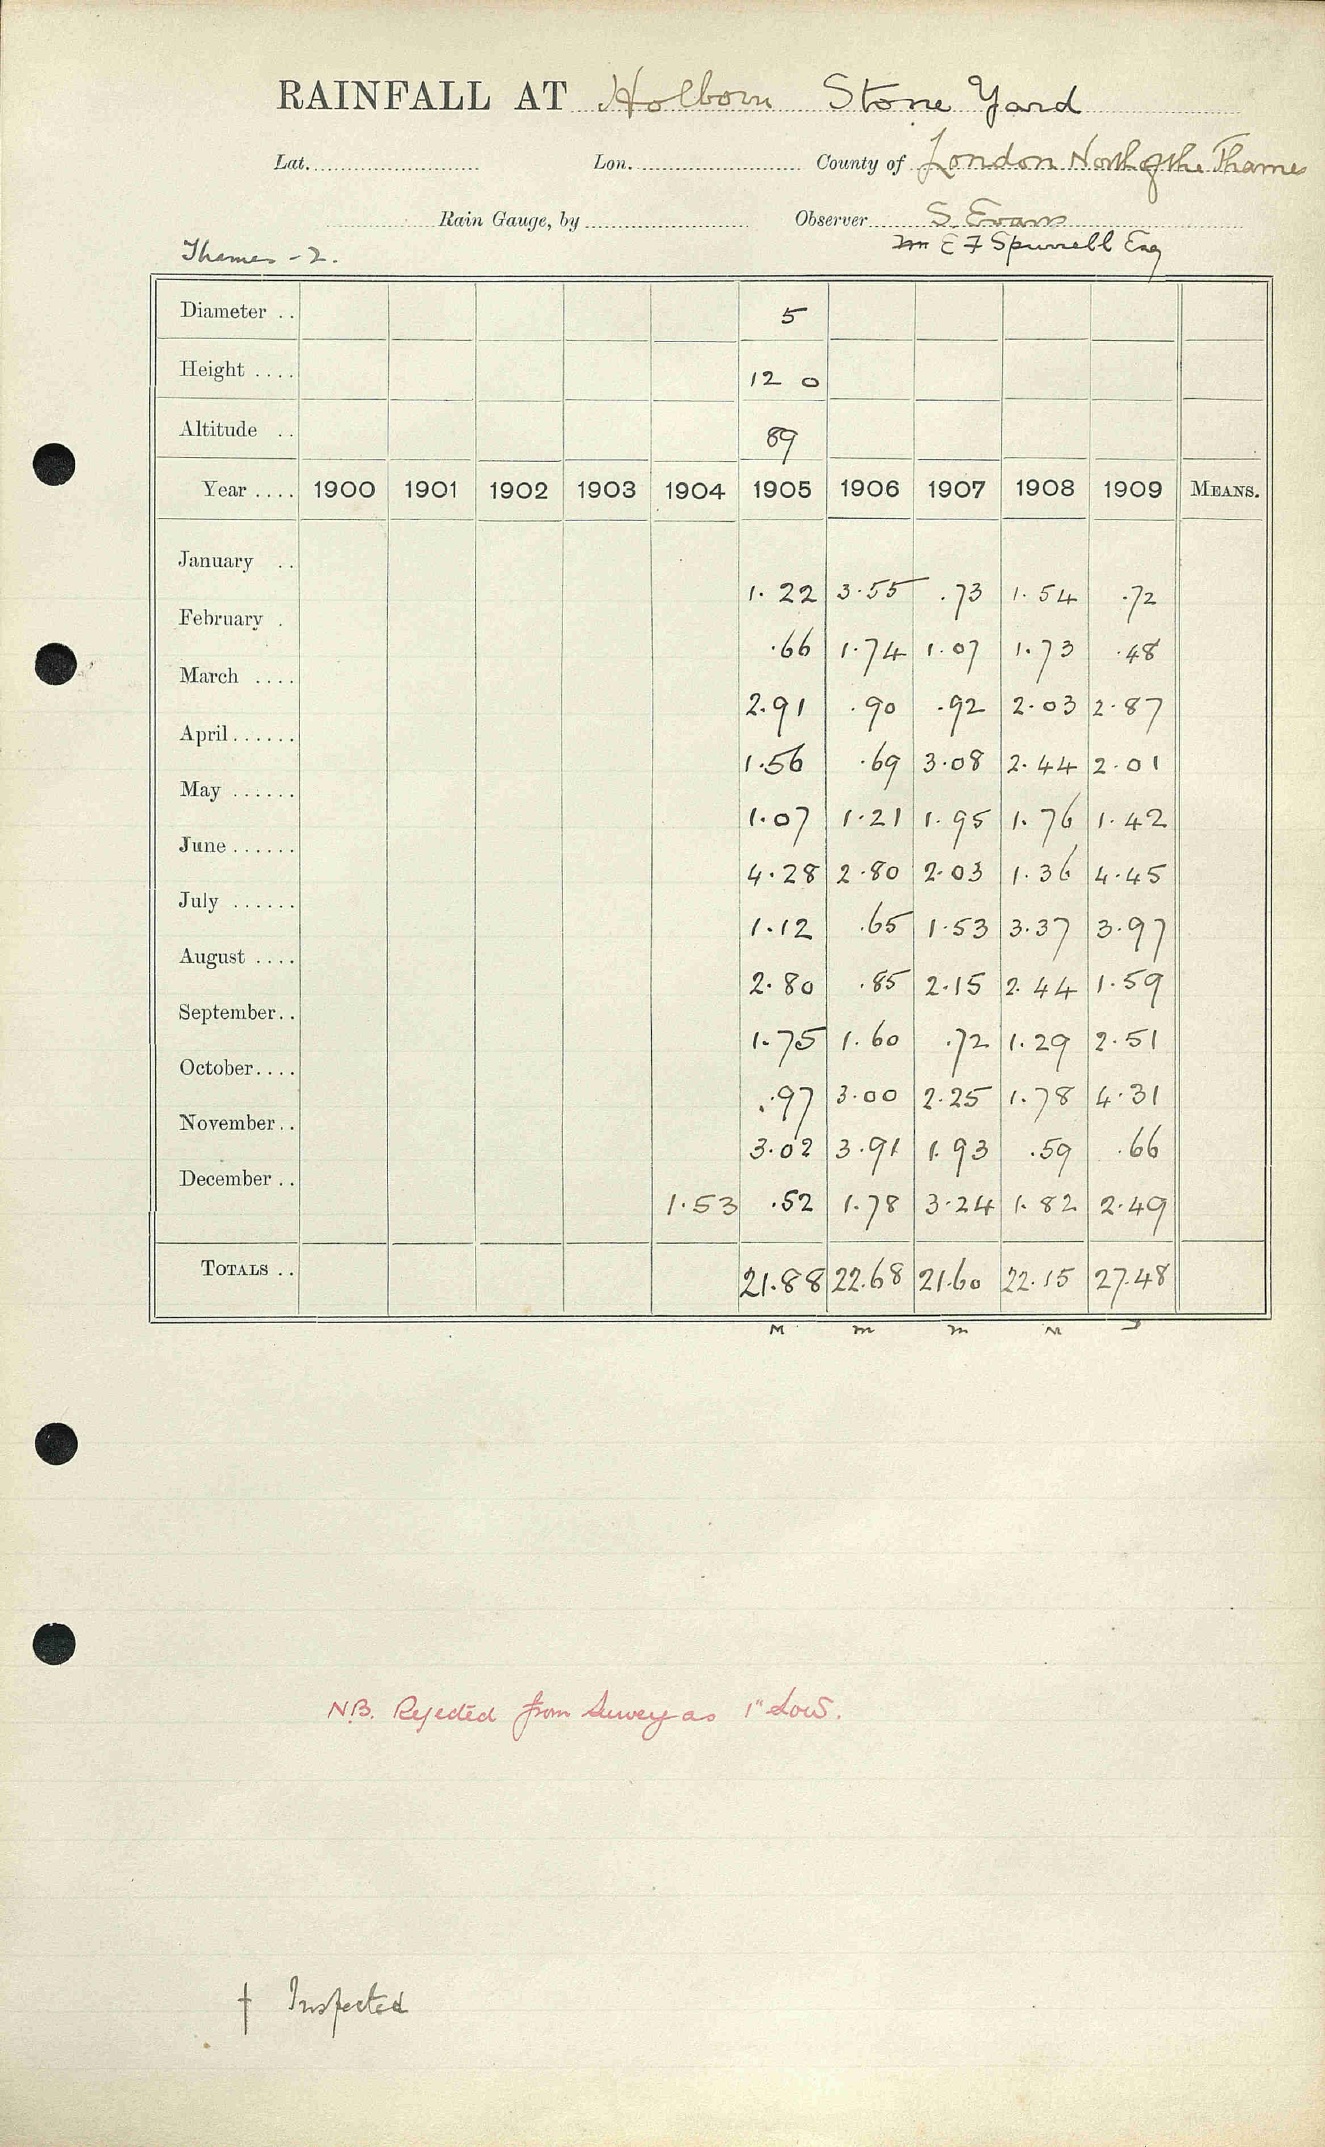 RAINFALL AT Holborn Stone Yard
Lat. Lon. County of London North of the Thames
Rain Gauge, by Observer S. Evans
Thames - 2. E F Spurrell Esq
Diameter .. 5
Height .... 12 0
Altitude .. 89
Year .... 1900 1901 1902 1903 1904 1905 1906 1907 1908 1909 MEANS.
January .. 1.22 3.55 .73 1.54 .72
February . .66 1.74 1.07 1.73 .48
March .... 2.91 .90 .92 2.03 2.87
April ...... 1.56 .69 3.08 2.44 2.01
May ...... 1.07 1.21 1.95 1.76 1.42
June ...... 4.28 2.80 2.03 1.36 4.45
July ...... 1.12 .65 1.53 3.37 3.97
August .... 2.80 .85 2.15 2.44 1.59
September.. 1.75 1.60 .72 1.29 2.51
October.... .97 3.00 2.25 1.78 4.31
November.. 3.02 3.91 1.93 .59 .66
December .. 1.53 .52 1.78 3.24 1.82 2.49
TOTALS .. 21.88 22.68 21.60 22.15 27.48
M m m M
N.B. Rejected from Survey as 1" Low.
† Inspected